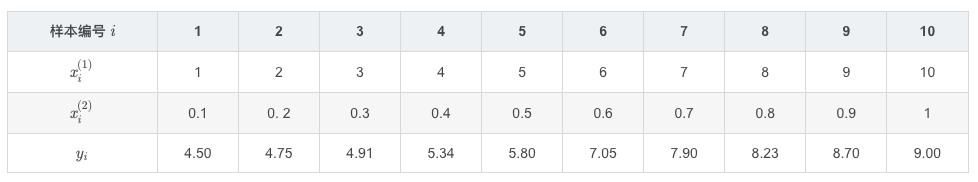 样本编号 i 1 2 3 4 5 6 7 8 9 10
x_i^{(1)} 1 2 3 4 5 6 7 8 9 10
x_i^{(2)} 0.1 0. 2 0.3 0.4 0.5 0.6 0.7 0.8 0.9 1
y_i 4.50 4.75 4.91 5.34 5.80 7.05 7.90 8.23 8.70 9.00